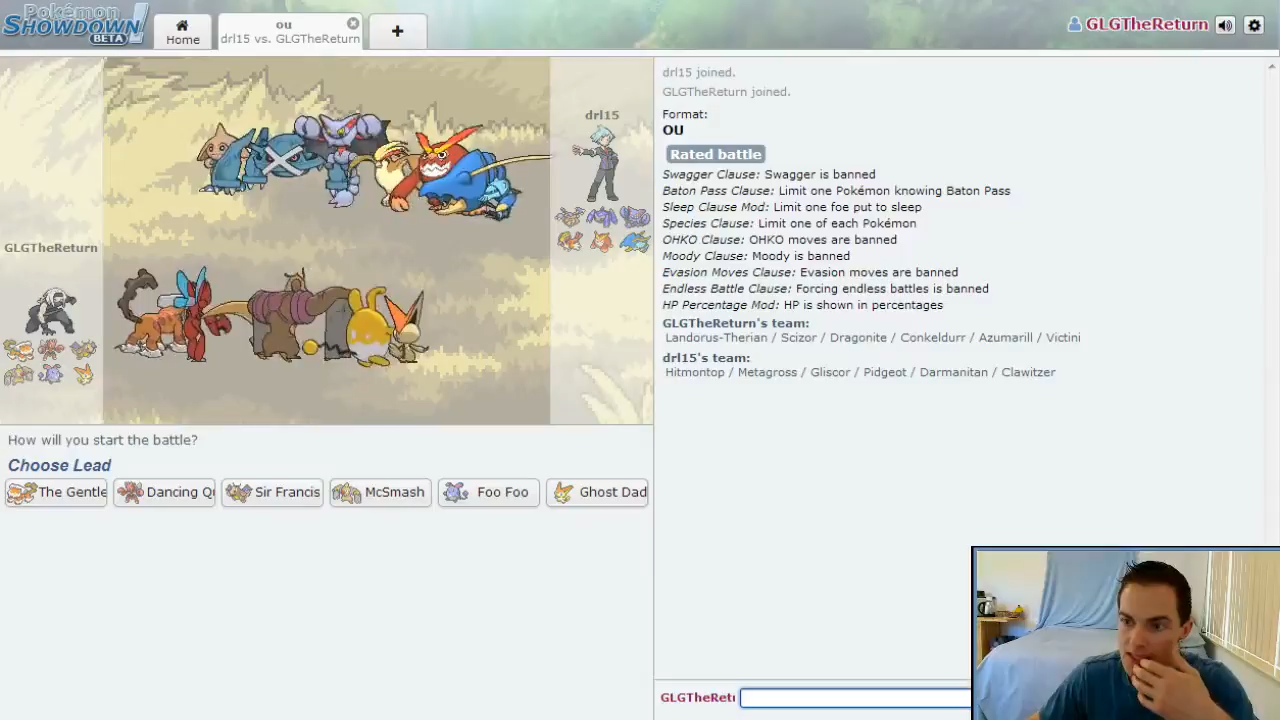 Pokémon
SHOWDOWN!
BETA
Home
ou
drl15 vs. GLGTheReturn
+
GLGTheReturn
drl15
GLGTheReturn
How will you start the battle?
Choose Lead
The Gentle
Dancing Q
Sir Francis
McSmash
Foo Foo
Ghost Dad
drl15 joined.
GLGTheReturn joined.
Format:
OU
Rated battle
Swagger Clause: Swagger is banned
Baton Pass Clause: Limit one Pokémon knowing Baton Pass
Sleep Clause Mod: Limit one foe put to sleep
Species Clause: Limit one of each Pokémon
OHKO Clause: OHKO moves are banned
Moody Clause: Moody is banned
Evasion Moves Clause: Evasion moves are banned
Endless Battle Clause: Forcing endless battles is banned
HP Percentage Mod: HP is shown in percentages
GLGTheReturn's team:
Landorus-Therian / Scizor / Dragonite / Conkeldurr / Azumarill / Victini
drl15's team:
Hitmontop / Metagross / Gliscor / Pidgeot / Darmanitan / Clawitzer
GLGTheRetu